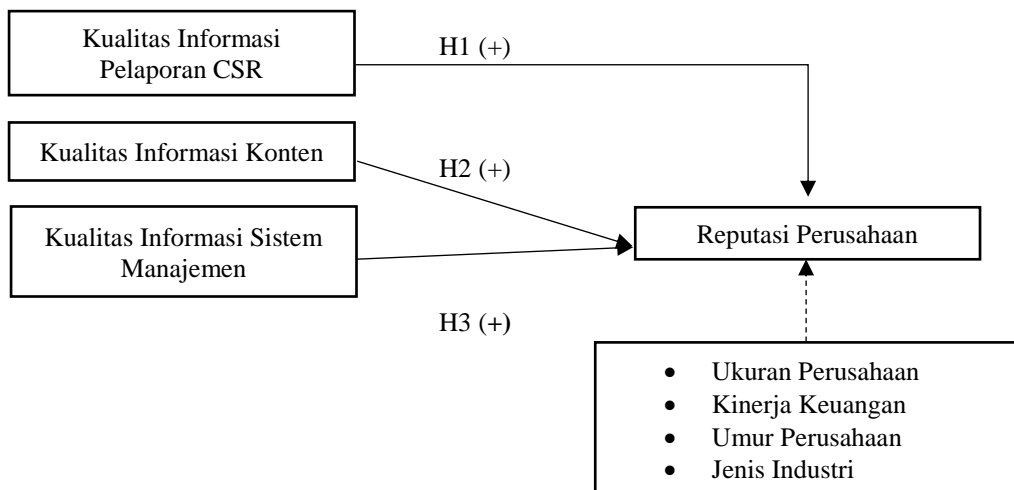 Kualitas Informasi
Pelaporan CSR
H1 (+)
Kualitas Informasi Konten
H2 (+)
Kualitas Informasi Sistem
Manajemen
Reputasi Perusahaan
H3 (+)
• Ukuran Perusahaan
• Kinerja Keuangan
• Umur Perusahaan
• Jenis Industri